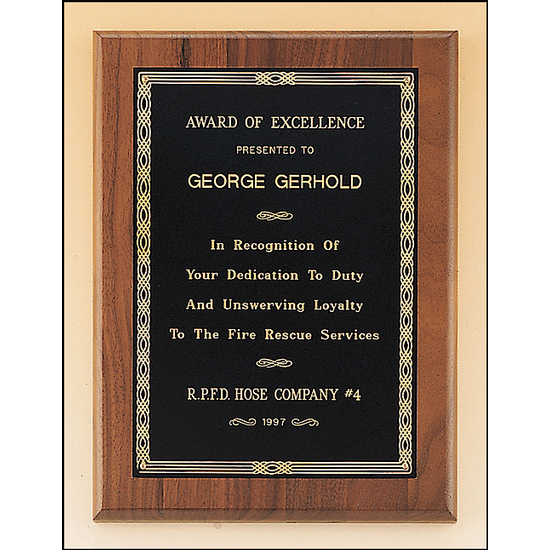 AWARD OF EXCELLENCE
PRESENTED TO
GEORGE GERHOLD
In Recognition Of
Your Dedication To Duty
And Unswerving Loyalty
To The Fire Rescue Services
R.P.F.D. HOSE COMPANY #4
1997